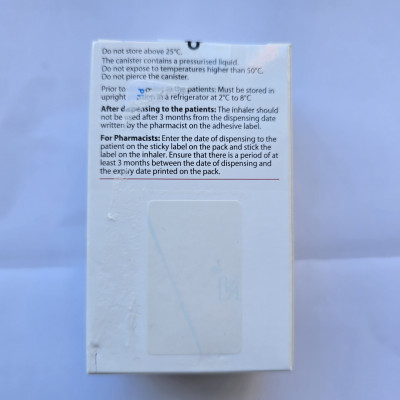 Do not store above 25°C.
The canister contains a pressurised liquid.
Do not expose to temperatures higher than 50°C.
Do not pierce the canister.
Prior to the patients: Must be stored in
upright in a refrigerator at 2°C to 8°C
After dispensing to the patients: The inhaler should
not be used after 3 months from the dispensing date
written by the pharmacist on the adhesive label.
For Pharmacists: Enter the date of dispensing to the
patient on the sticky label on the pack and stick the
label on the inhaler. Ensure that there is a period of at
least 3 months between the date of dispensing and
the expiry date printed on the pack.